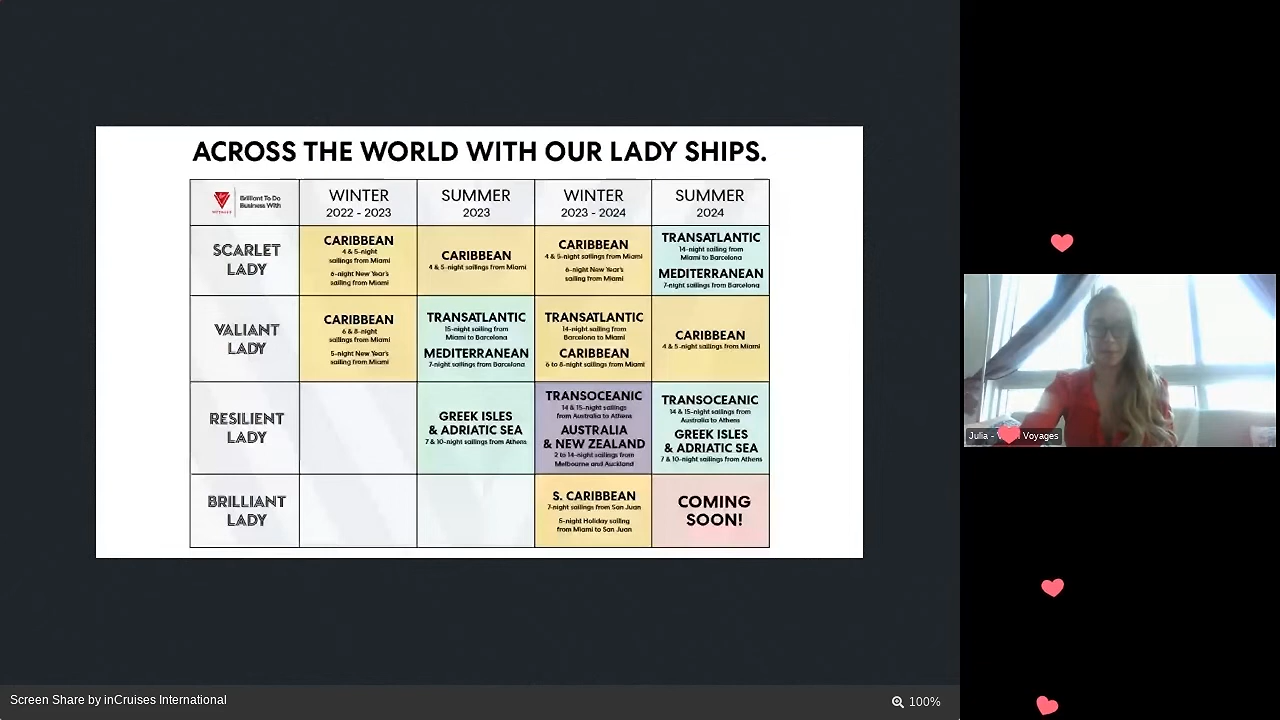 ACROSS THE WORLD WITH OUR LADY SHIPS.
Brilliant To Do
Business With
WINTER
2022 - 2023
SUMMER
2023
WINTER
2023 - 2024
SUMMER
2024
SCARLET
LADY
CARIBBEAN
4 & 5-night
sailings from Miami
6-night New Year's
sailing from Miami
CARIBBEAN
4 & 5-night sailings from Miami
CARIBBEAN
4 & 5-night sailings from Miami
6-night New Year's
sailing from Miami
TRANSATLANTIC
14-night sailing from
Miami to Barcelona
MEDITERRANEAN
7-night sailings from Barcelona
VALIANT
LADY
CARIBBEAN
6 & 8-night
sailings from Miami
5-night New Year's
sailing from Miami
TRANSATLANTIC
15-night sailing from
Miami to Barcelona
MEDITERRANEAN
7-night sailings from Barcelona
TRANSATLANTIC
14-night sailing from
Barcelona to Miami
CARIBBEAN
6 to 8-night sailings from Miami
CARIBBEAN
4 & 5-night sailings from Miami
RESILIENT
LADY
GREEK ISLES
& ADRIATIC SEA
7 & 10-night sailings from Athens
TRANSOCEANIC
14 & 15-night sailings
from Australia to Athens
AUSTRALIA
& NEW ZEALAND
2 to 14-night sailings from
Melbourne and Auckland
TRANSOCEANIC
14 & 15-night sailings from
Australia to Athens
GREEK ISLES
& ADRIATIC SEA
7 & 10-night sailings from Athens
BRILLIANT
LADY
S. CARIBBEAN
7-night sailings from San Juan
5-night Holiday sailing
from Miami to San Juan
COMING
SOON!
Julia - Voyages
Screen Share by inCruises International
100%